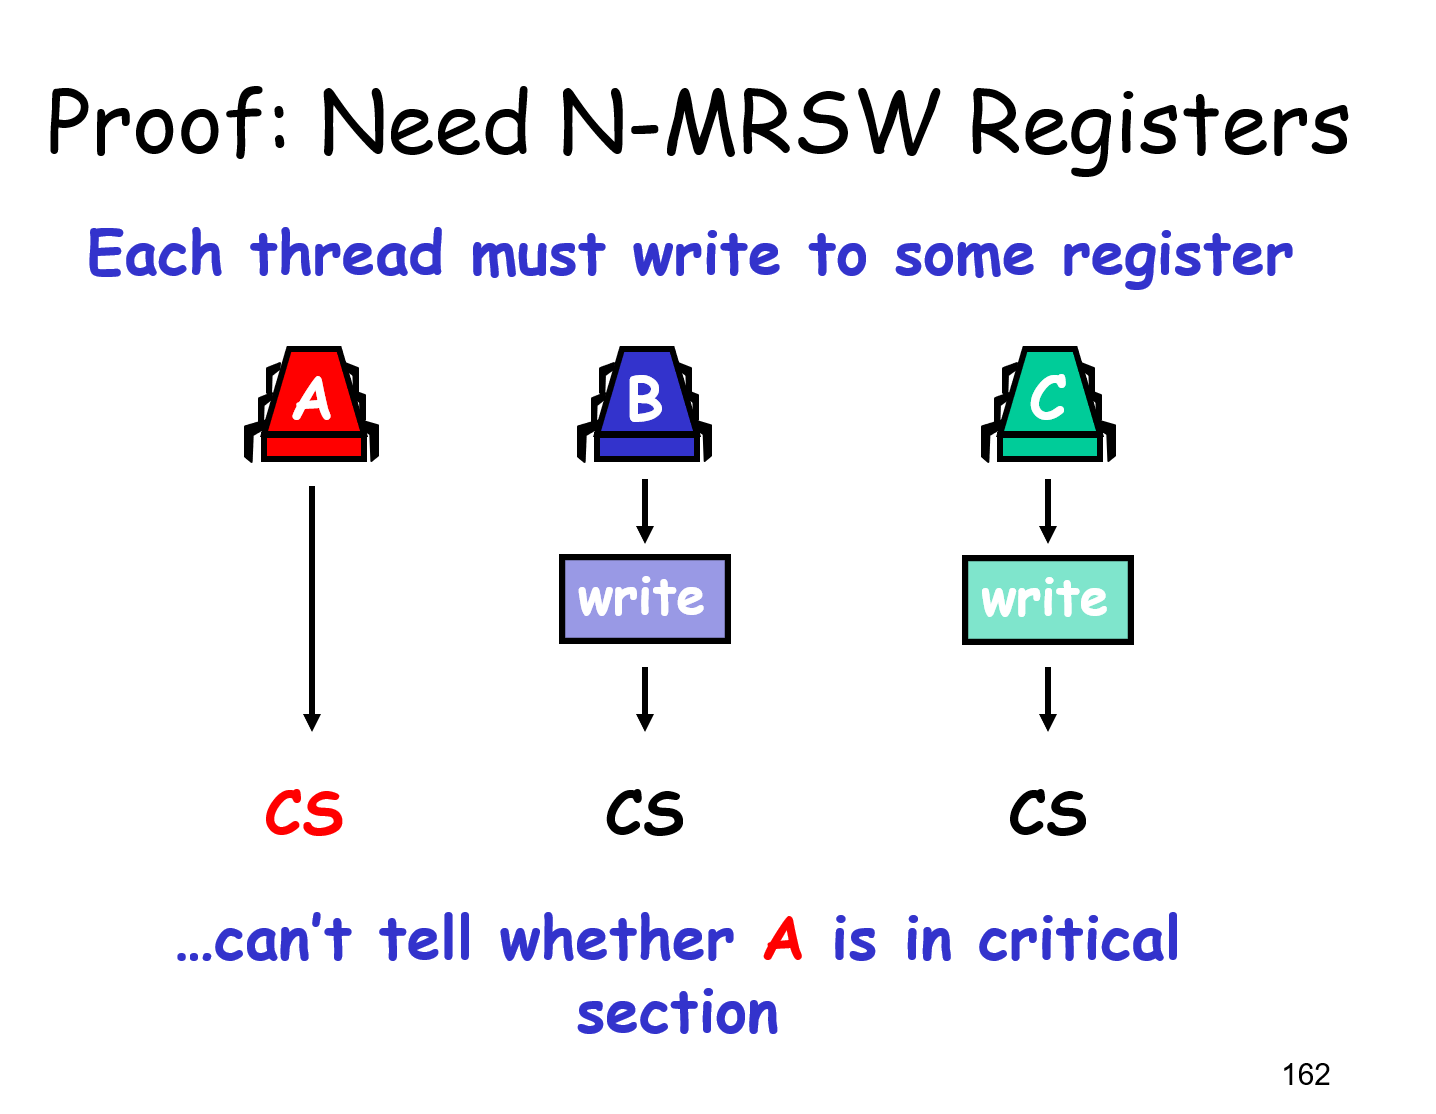 Proof: Need N-MRSW Registers
Each thread must write to some register
A
B
C
write
write
CS
CS
CS
…can’t tell whether A is in critical
section
162